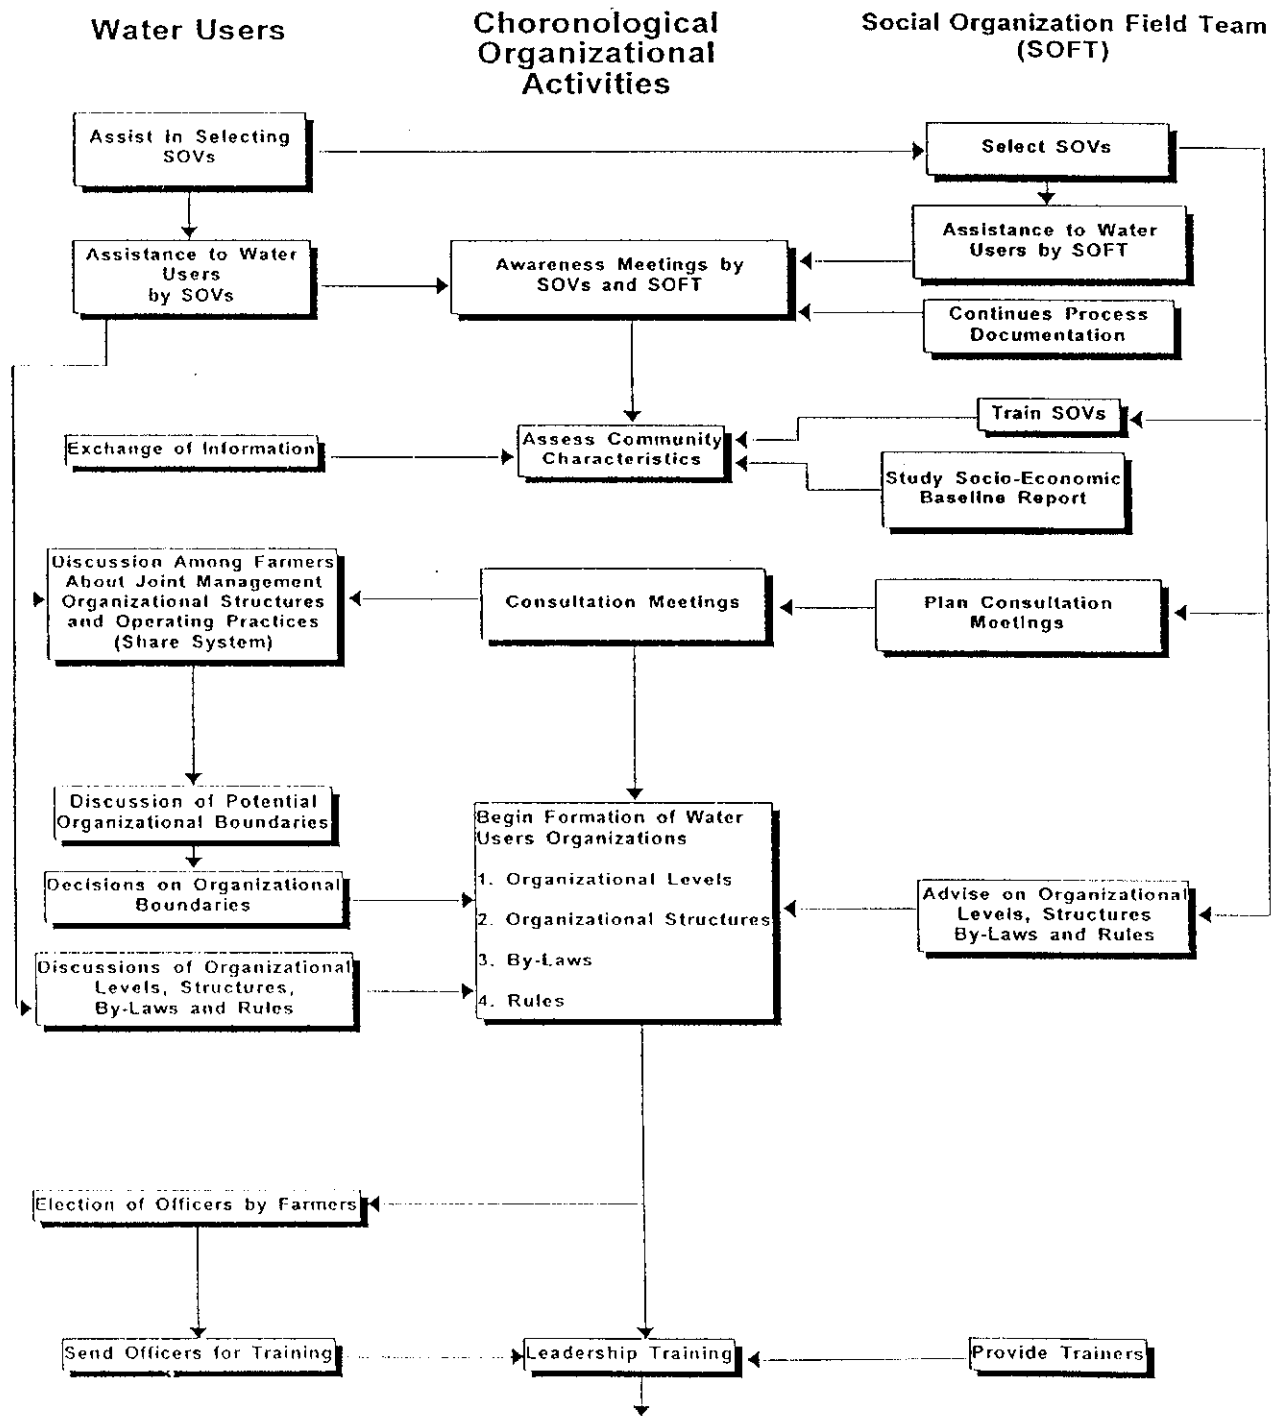 Water Users
Choronological
Organizational
Activities
Social Organization Field Team
(SOFT)
Assist in Selecting
SOVs
Select SOVs
Assistance to Water
Users
by SOVs
Awareness Meetings by
SOVs and SOFT
Assistance to Water
Users by SOFT
Continues Process
Documentation
Train SOVs
Exchange of Information
Assess Community
Characteristics
Study Socio-Economic
Baseline Report
Discussion Among Farmers
About Joint Management
Organizational Structures
and Operating Practices
(Share System)
Consultation Meetings
Plan Consultation
Meetings
Discussion of Potential
Organizational Boundaries
Decisions on Organizational
Boundaries
Discussions of Organizational
Levels, Structures,
By-Laws and Rules
Begin Formation of Water
Users Organizations
1. Organizational Levels
2. Organizational Structures
3. By-Laws
4. Rules
Advise on Organizational
Levels, Structures
By-Laws and Rules
Election of Officers by Farmers
Send Officers for Training
Leadership Training
Provide Trainers